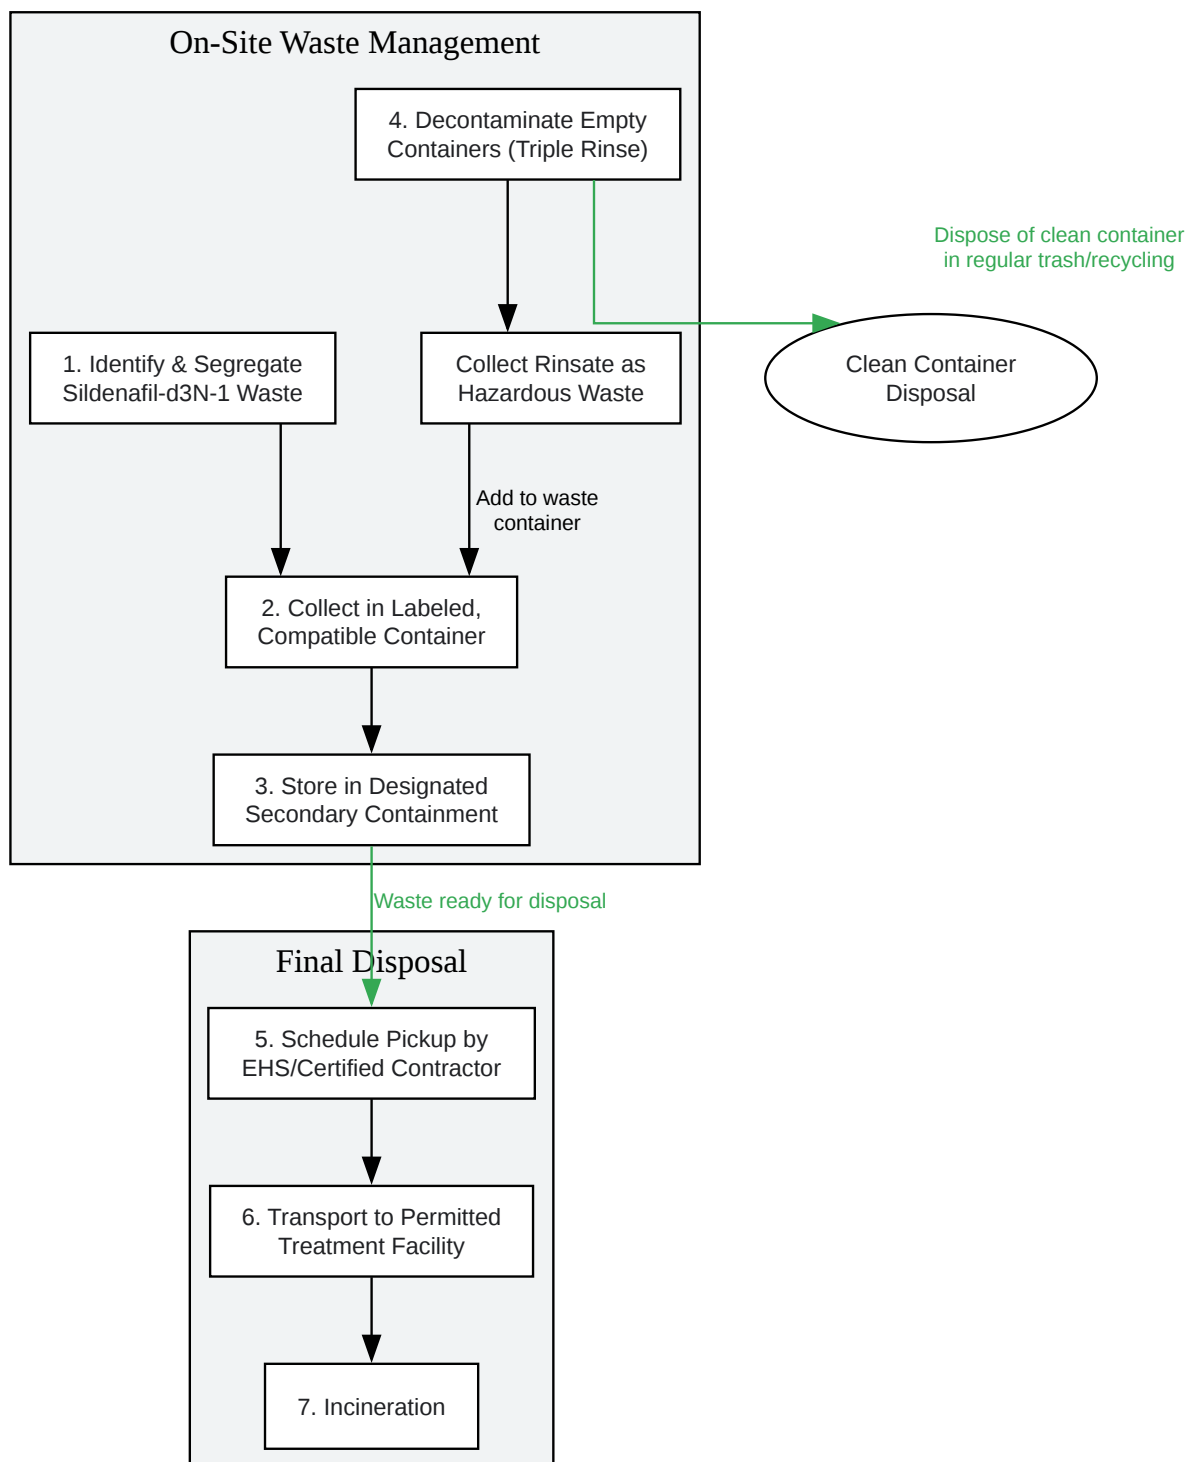 On-Site Waste Management
4. Decontaminate Empty
Containers (Triple Rinse)
Dispose of clean container
in regular trash/recycling
1. Identify & Segregate
Sildenafil-d3N-1 Waste
Collect Rinsate as
Hazardous Waste
Clean Container
Disposal
Add to waste
container
2. Collect in Labeled,
Compatible Container
3. Store in Designated
Secondary Containment
Waste ready for disposal
Final Disposal
5. Schedule Pickup by
EHS/Certified Contractor
6. Transport to Permitted
Treatment Facility
7. Incineration